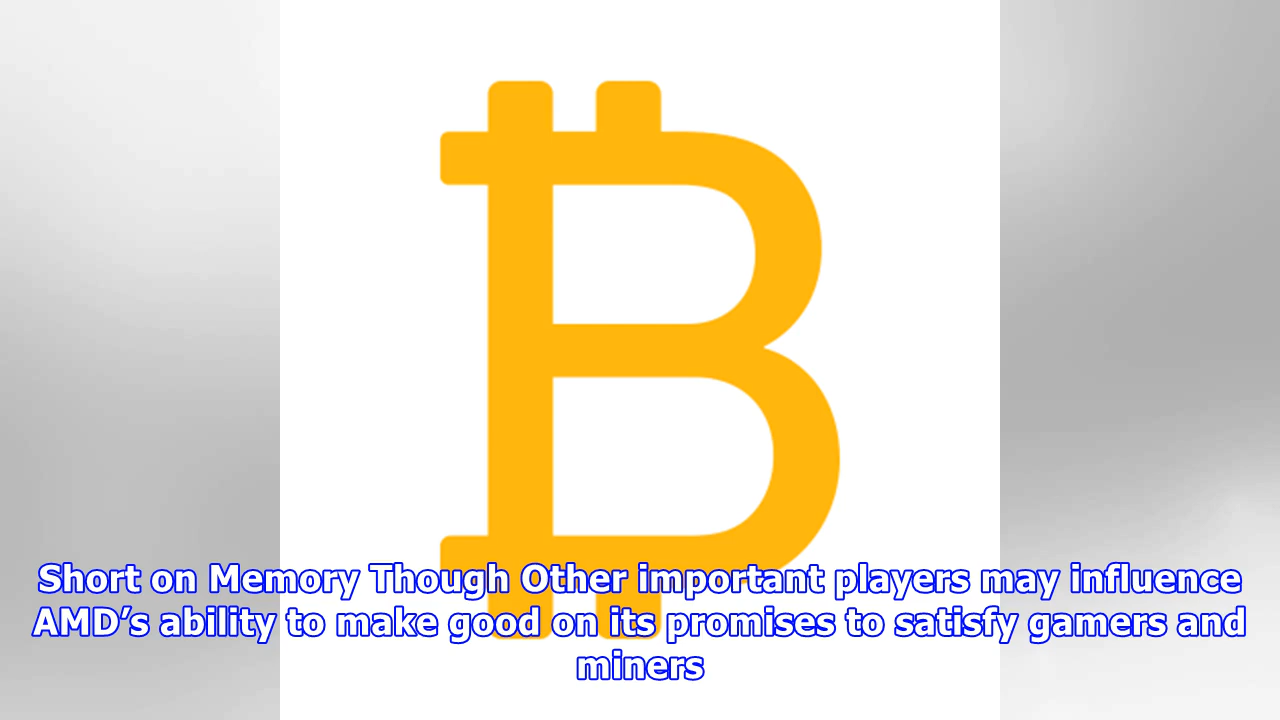 Short on Memory Though Other important players may influence
AMD’s ability to make good on its promises to satisfy gamers and
miners